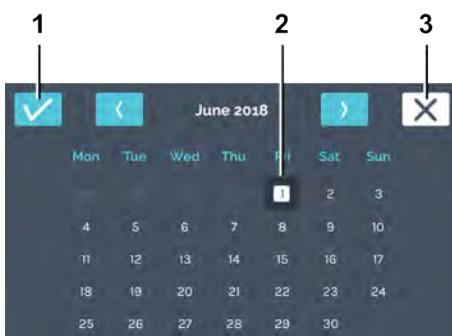 1 2 3
June 2018
Mon Tue Wed Thu Fri Sat Sun
1 2 3
4 5 6 7 8 9 10
11 12 13 14 15 16 17
18 19 20 21 22 23 24
25 26 27 28 29 30